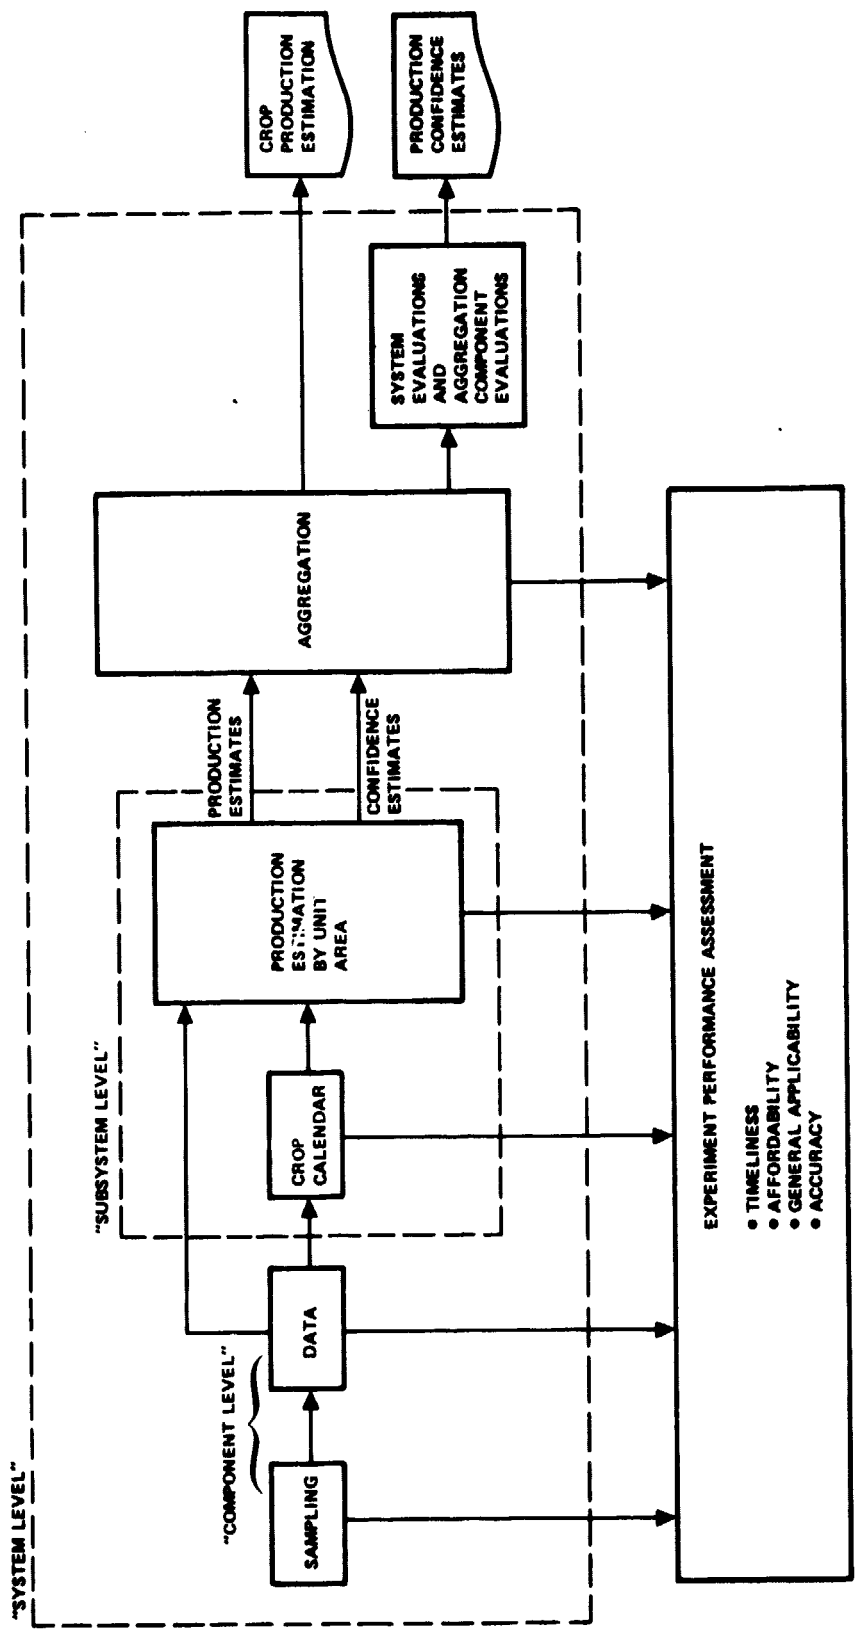 "SYSTEM LEVEL"
"SUBSYSTEM LEVEL"
"COMPONENT LEVEL"
SAMPLING
DATA
CROP
CALENDAR
PRODUCTION
ESTIMATION
BY UNIT
AREA
PRODUCTION
ESTIMATES
CONFIDENCE
ESTIMATES
AGGREGATION
SYSTEM
EVALUATIONS
AND
AGGREGATION
COMPONENT
EVALUATIONS
CROP
PRODUCTION
ESTIMATION
PRODUCTION
CONFIDENCE
ESTIMATES
EXPERIMENT PERFORMANCE ASSESSMENT
• TIMELINESS
• AFFORDABILITY
• GENERAL APPLICABILITY
• ACCURACY